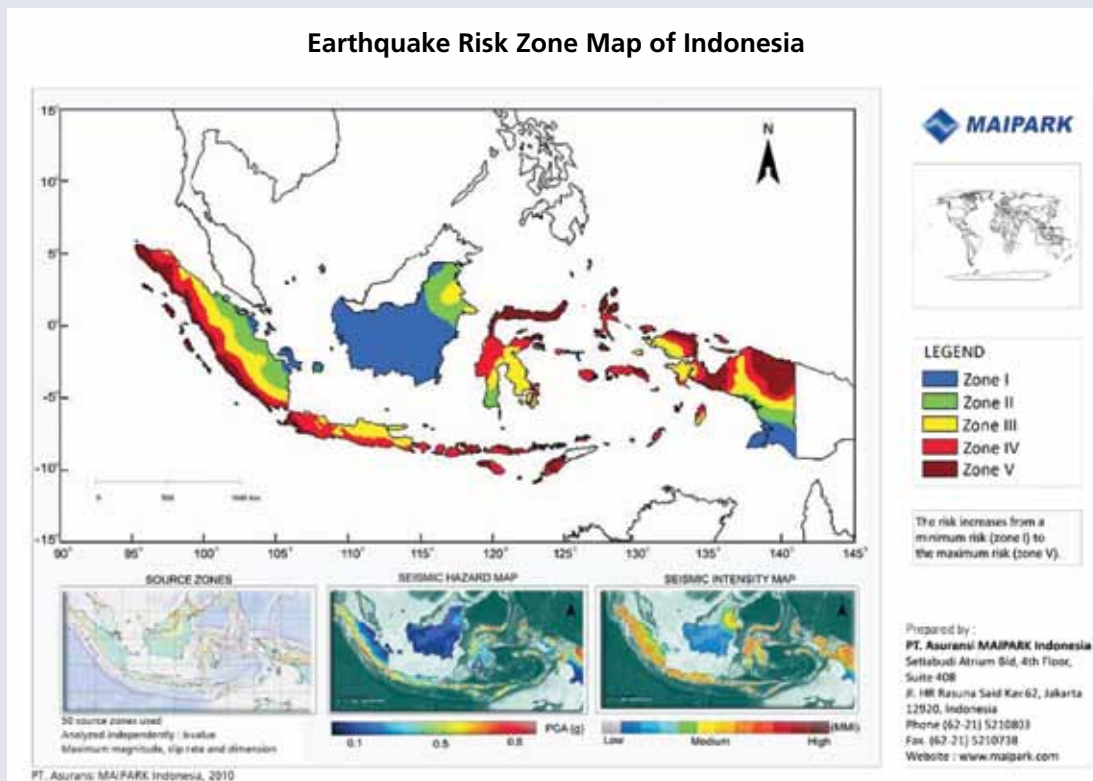 Earthquake Risk Zone Map of Indonesia
15°
10°
5°
0°
-5°
-10°
-15°
90° 95° 100° 105° 110° 115° 120° 125° 130° 135° 140° 145°
N
0 500 1000 km
MAIPARK
LEGEND
Zone I
Zone II
Zone III
Zone IV
Zone V
The risk increases from a
minimum risk (zone I) to
the maximum risk (zone V).
SOURCE ZONES
50 source zones used
Analyzed independently : b-value
Maximum magnitude, slip rate and dimension
SEISMIC HAZARD MAP
0.1 0.5 0.8 PGA (g)
SEISMIC INTENSITY MAP
Low Medium High (MMI)
Prepared by :
PT. Asuransi MAIPARK Indonesia
Setiabudi Atrium Bld, 4th Floor,
Suite 408
Jl. HR Rasuna Said Kav 62, Jakarta
12920, Indonesia
Phone (62-21) 5210803
Fax. (62-21) 5210738
Website : www.maipark.com
PT. Asuransi MAIPARK Indonesia, 2010